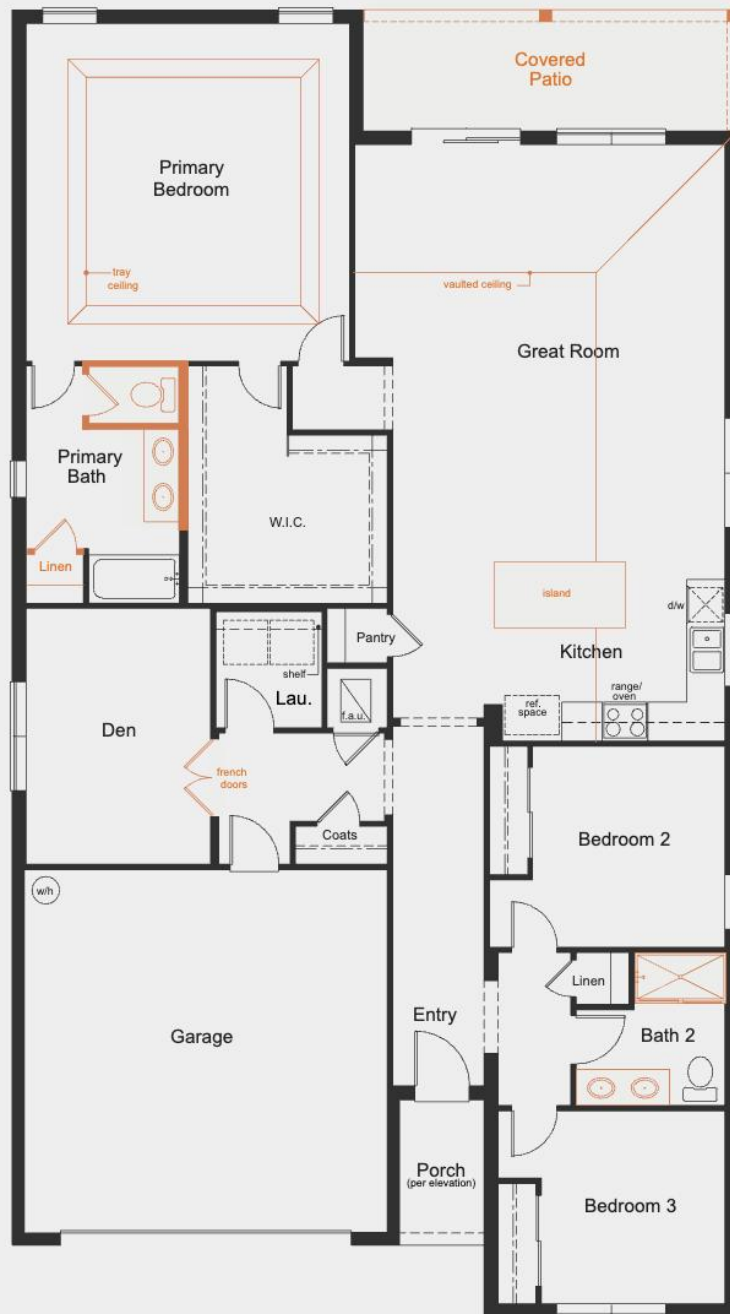 Covered
Patio
Primary
Bedroom
tray
ceiling
vaulted ceiling
Great Room
Primary
Bath
W.I.C.
Linen
island
d/w
Pantry
Kitchen
shelf
Lau.
range/
oven
f.a.u.
ref.
space
Den
french
doors
Coats
Bedroom 2
w/h
Linen
Entry
Garage
Bath 2
Porch
(per elevation)
Bedroom 3